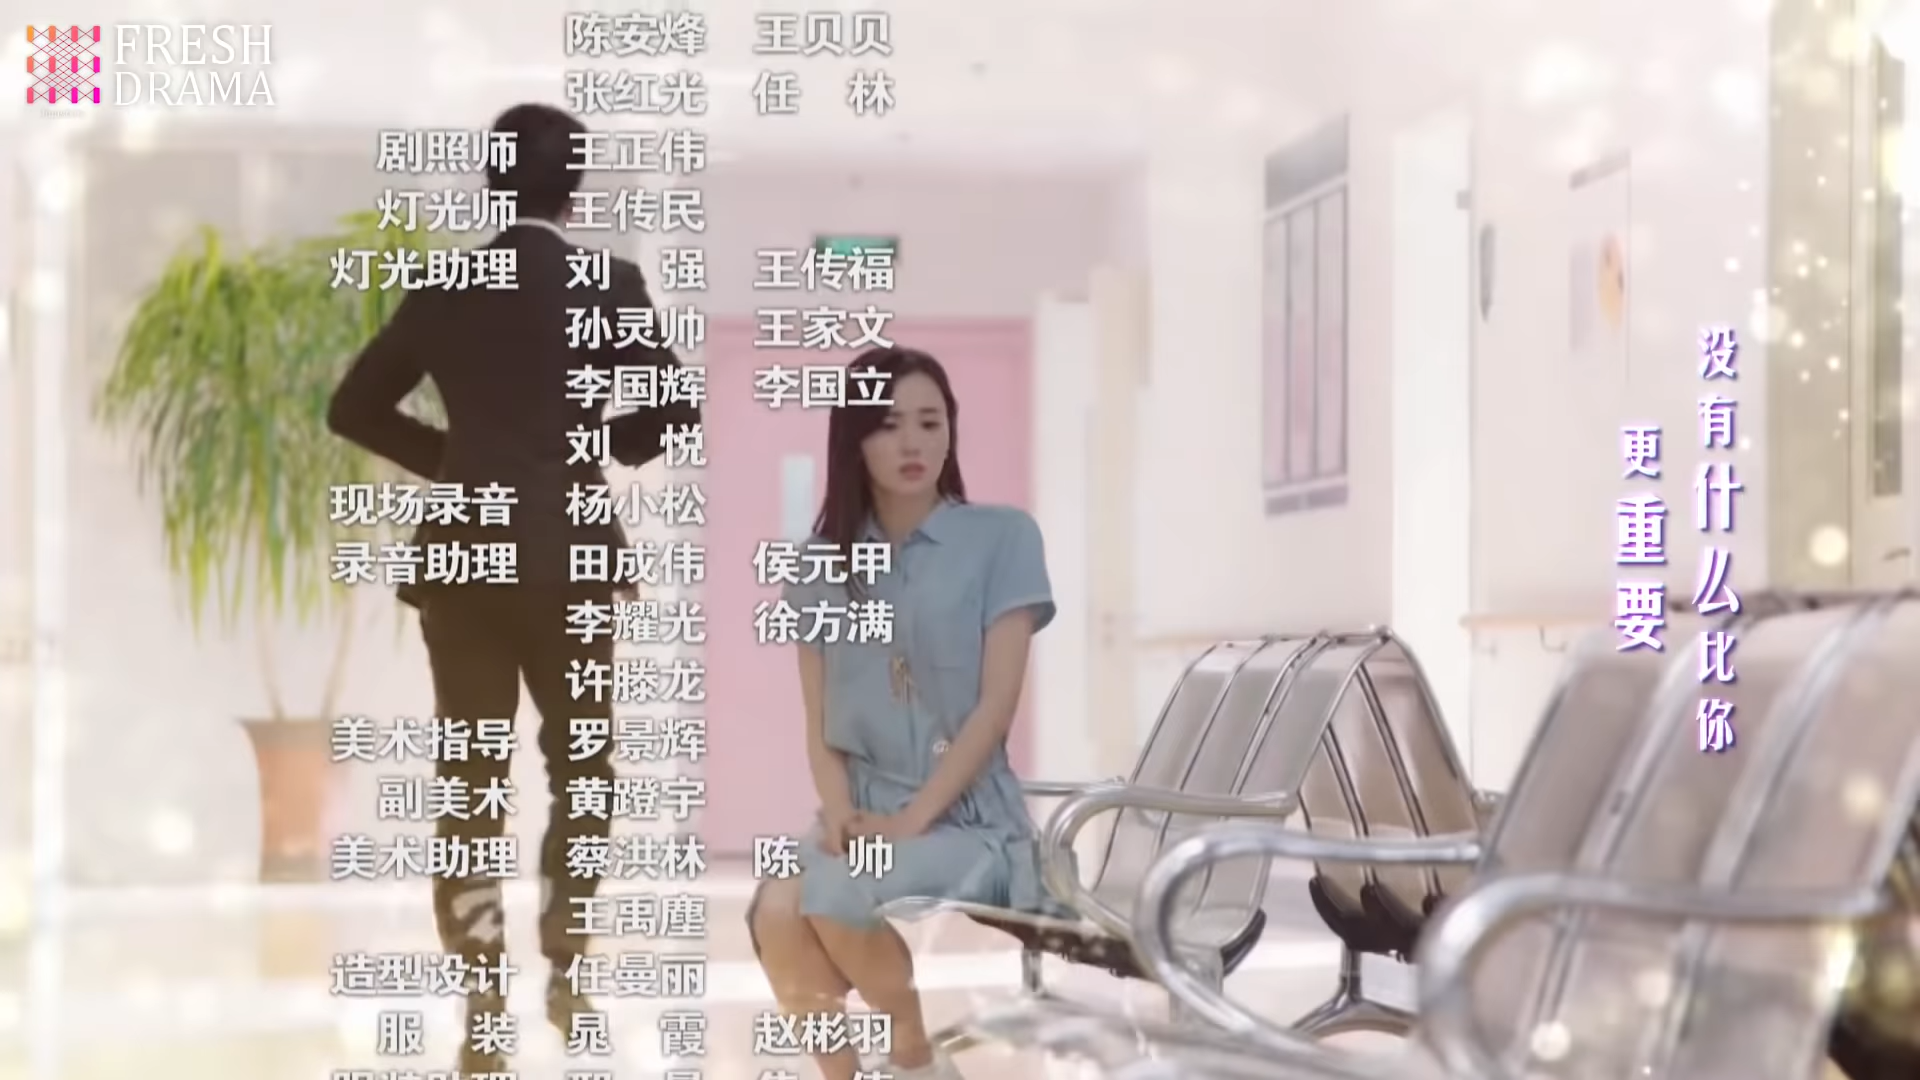 FRESH
DRAMA
陈安烽 王贝贝
张红光 任 林
剧照师 王正伟
灯光师 王传民
灯光助理 刘 强 王传福
孙灵帅 王家文
李国辉 李国立
刘 悦
现场录音 杨小松
录音助理 田成伟 侯元甲
李耀光 徐方满
许滕龙
美术指导 罗景辉
副美术 黄蹬宇
美术助理 蔡洪林 陈 帅
王禹塵
造型设计 任曼丽
服 装 晁 霞 赵彬羽
没有什么比你
更重要